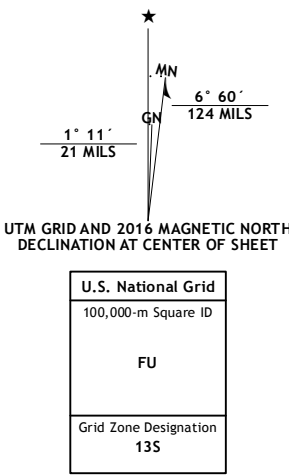 ★
MN
GN
6° 60´
124 MILS
1° 11´
21 MILS
UTM GRID AND 2016 MAGNETIC NORTH
DECLINATION AT CENTER OF SHEET
U.S. National Grid
100,000-m Square ID
FU
Grid Zone Designation
13S